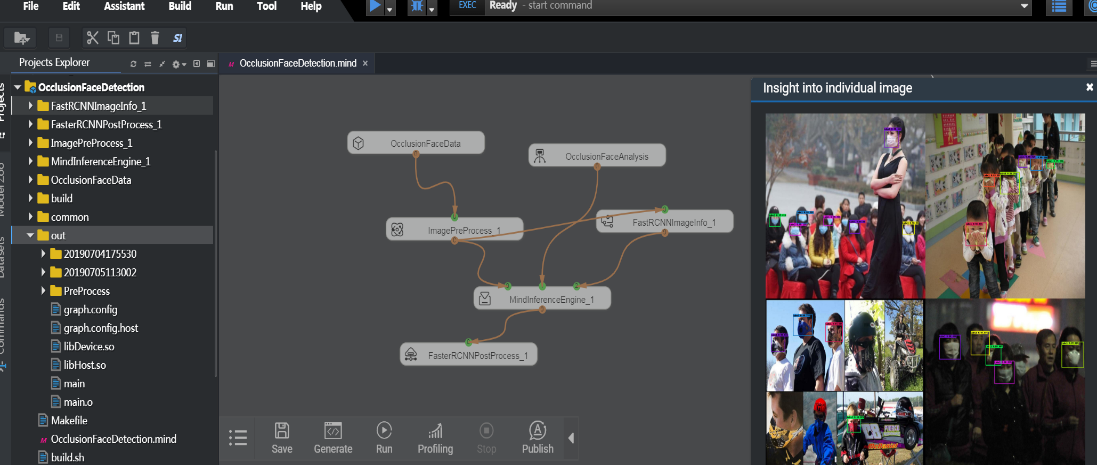 File Edit Assistant Build Run Tool Help
EXEC Ready - start command
SI
Projects Explorer
OcclusionFaceDetection.mind ×
OcclusionFaceDetection
FastRCNNImageInfo_1
FasterRCNNPostProcess_1
ImagePreProcess_1
MindInferenceEngine_1
OcclusionFaceData
build
common
out
20190704175530
20190705113002
PreProcess
graph.config
graph.config.host
libDevice.so
libHost.so
main
main.o
Makefile
OcclusionFaceDetection.mind
build.sh
Projects
Datasets
Commands
OcclusionFaceData
OcclusionFaceAnalysis
ImagePreProcess_1
FastRCNNImageInfo_1
MindInferenceEngine_1
FasterRCNNPostProcess_1
Save Generate Run Profiling Stop Publish
Insight into individual image